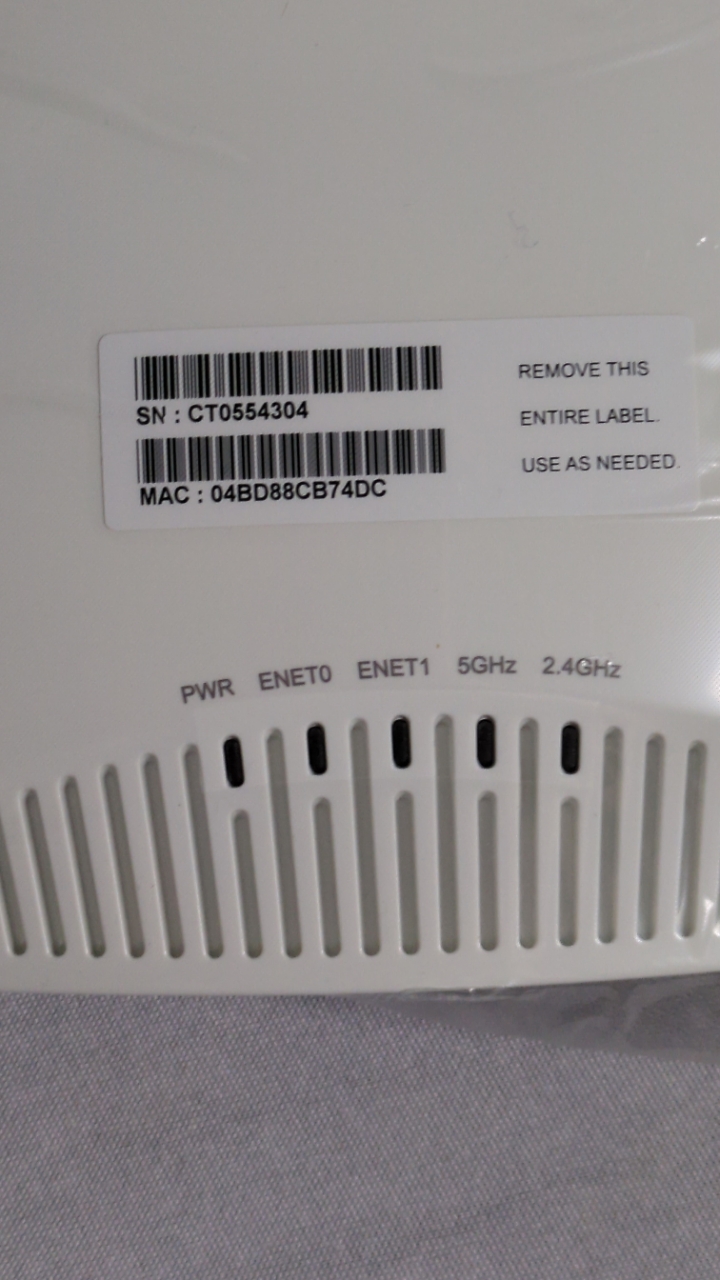 SN : CT0554304
MAC : 04BD88CB74DC
REMOVE THIS
ENTIRE LABEL.
USE AS NEEDED.
PWR ENET0 ENET1 5GHz 2.4GHz